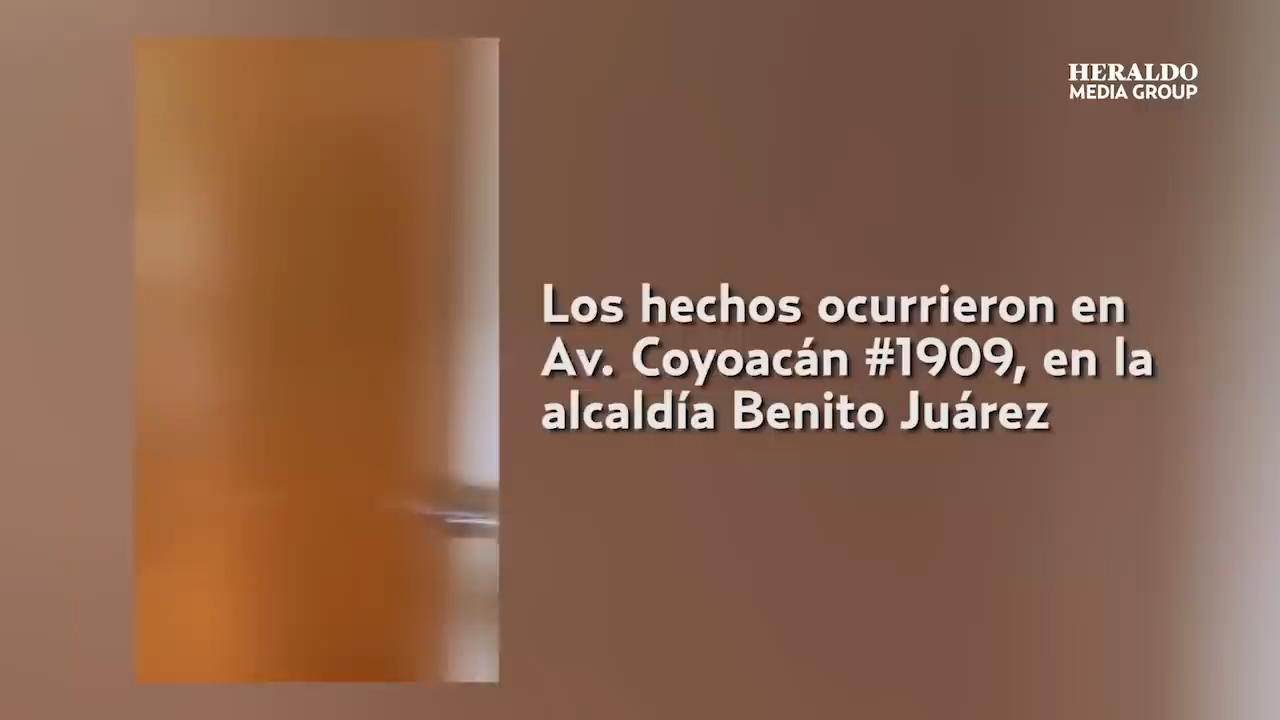 HERALDO
MEDIA GROUP
Los hechos ocurrieron en
Av. Coyoacán #1909, en la
alcaldía Benito Juárez